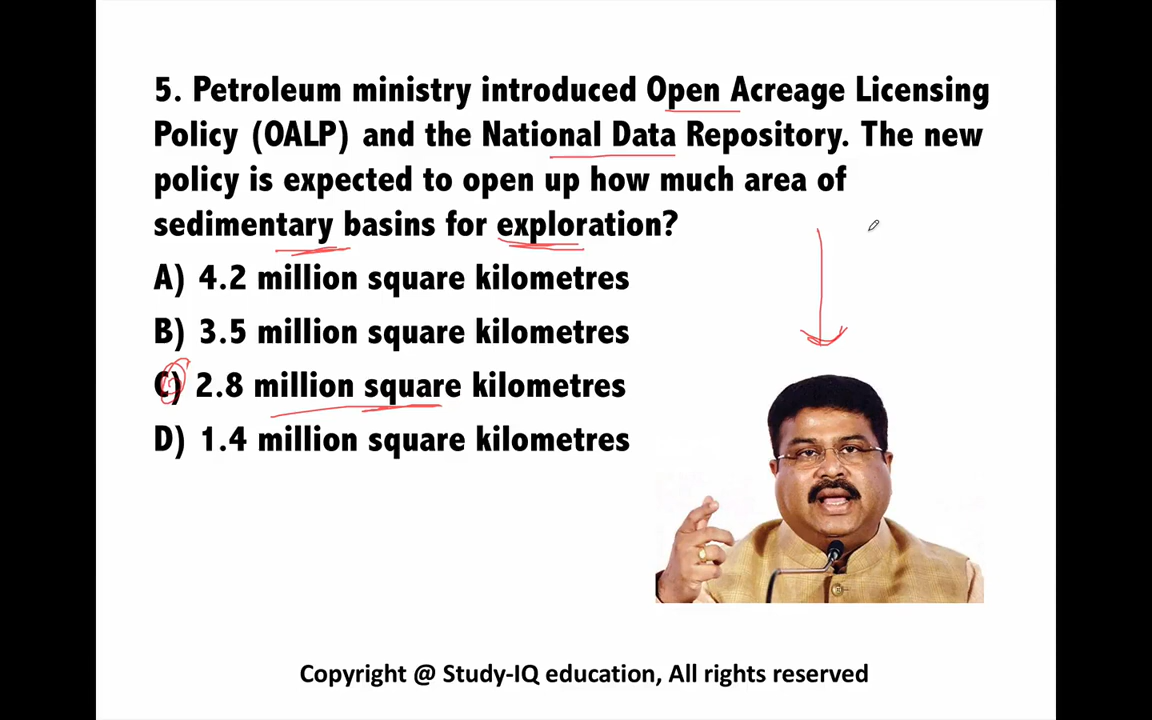 5. Petroleum ministry introduced Open Acreage Licensing
Policy (OALP) and the National Data Repository. The new
policy is expected to open up how much area of
sedimentary basins for exploration?
A) 4.2 million square kilometres
B) 3.5 million square kilometres
C) 2.8 million square kilometres
D) 1.4 million square kilometres
Copyright @ Study-IQ education, All rights reserved